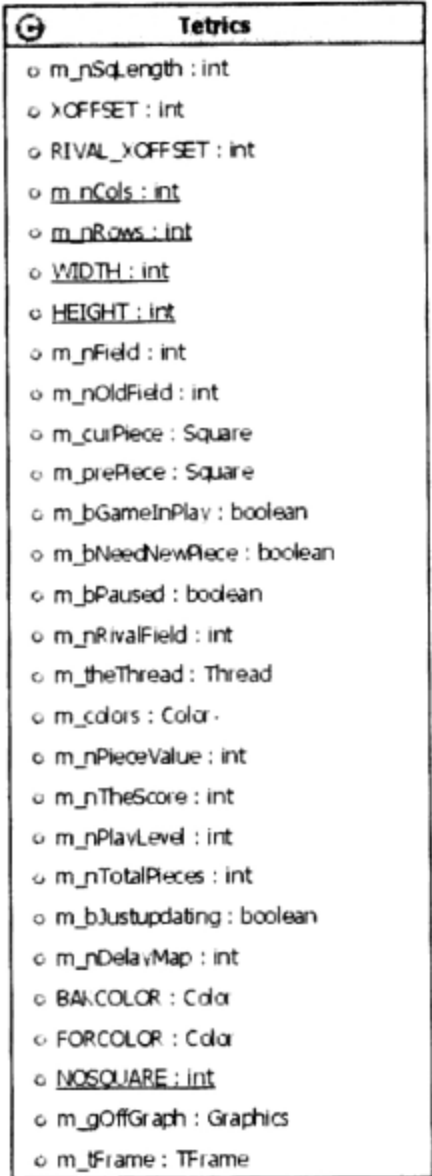 C Tetrics
m_nSqLength : int
XOFFSET : int
RIVAL_XOFFSET : int
m_nCols : int
m_nRows : int
WIDTH : int
HEIGHT : int
m_nField : int
m_nOldField : int
m_curPiece : Square
m_prePiece : Square
m_bGameInPlay : boolean
m_bNeedNewPiece : boolean
m_bPaused : boolean
m_nRivalField : int
m_theThread : Thread
m_colors : Color
m_nPieceValue : int
m_nTheScore : int
m_nPlayLevel : int
m_nTotalPieces : int
m_bJustupdating : boolean
m_nDelayMap : int
BAKCOLOR : Color
FORCOLOR : Color
NOSQUARE : int
m_gOffGraph : Graphics
m_tFrame : TFrame